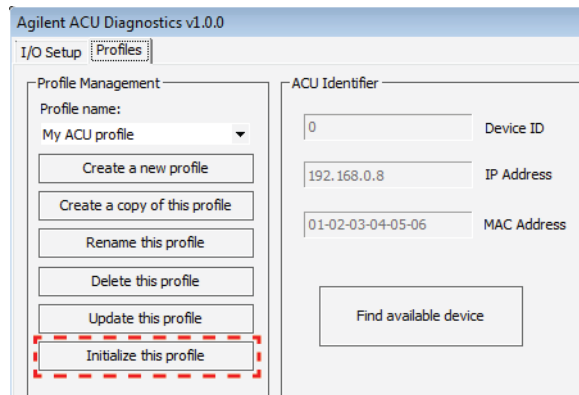 Agilent ACU Diagnostics v1.0.0
I/O Setup Profiles
Profile Management
Profile name:
My ACU profile
Create a new profile
Create a copy of this profile
Rename this profile
Delete this profile
Update this profile
Initialize this profile
ACU Identifier
0 Device ID
192.168.0.8 IP Address
01-02-03-04-05-06 MAC Address
Find available device